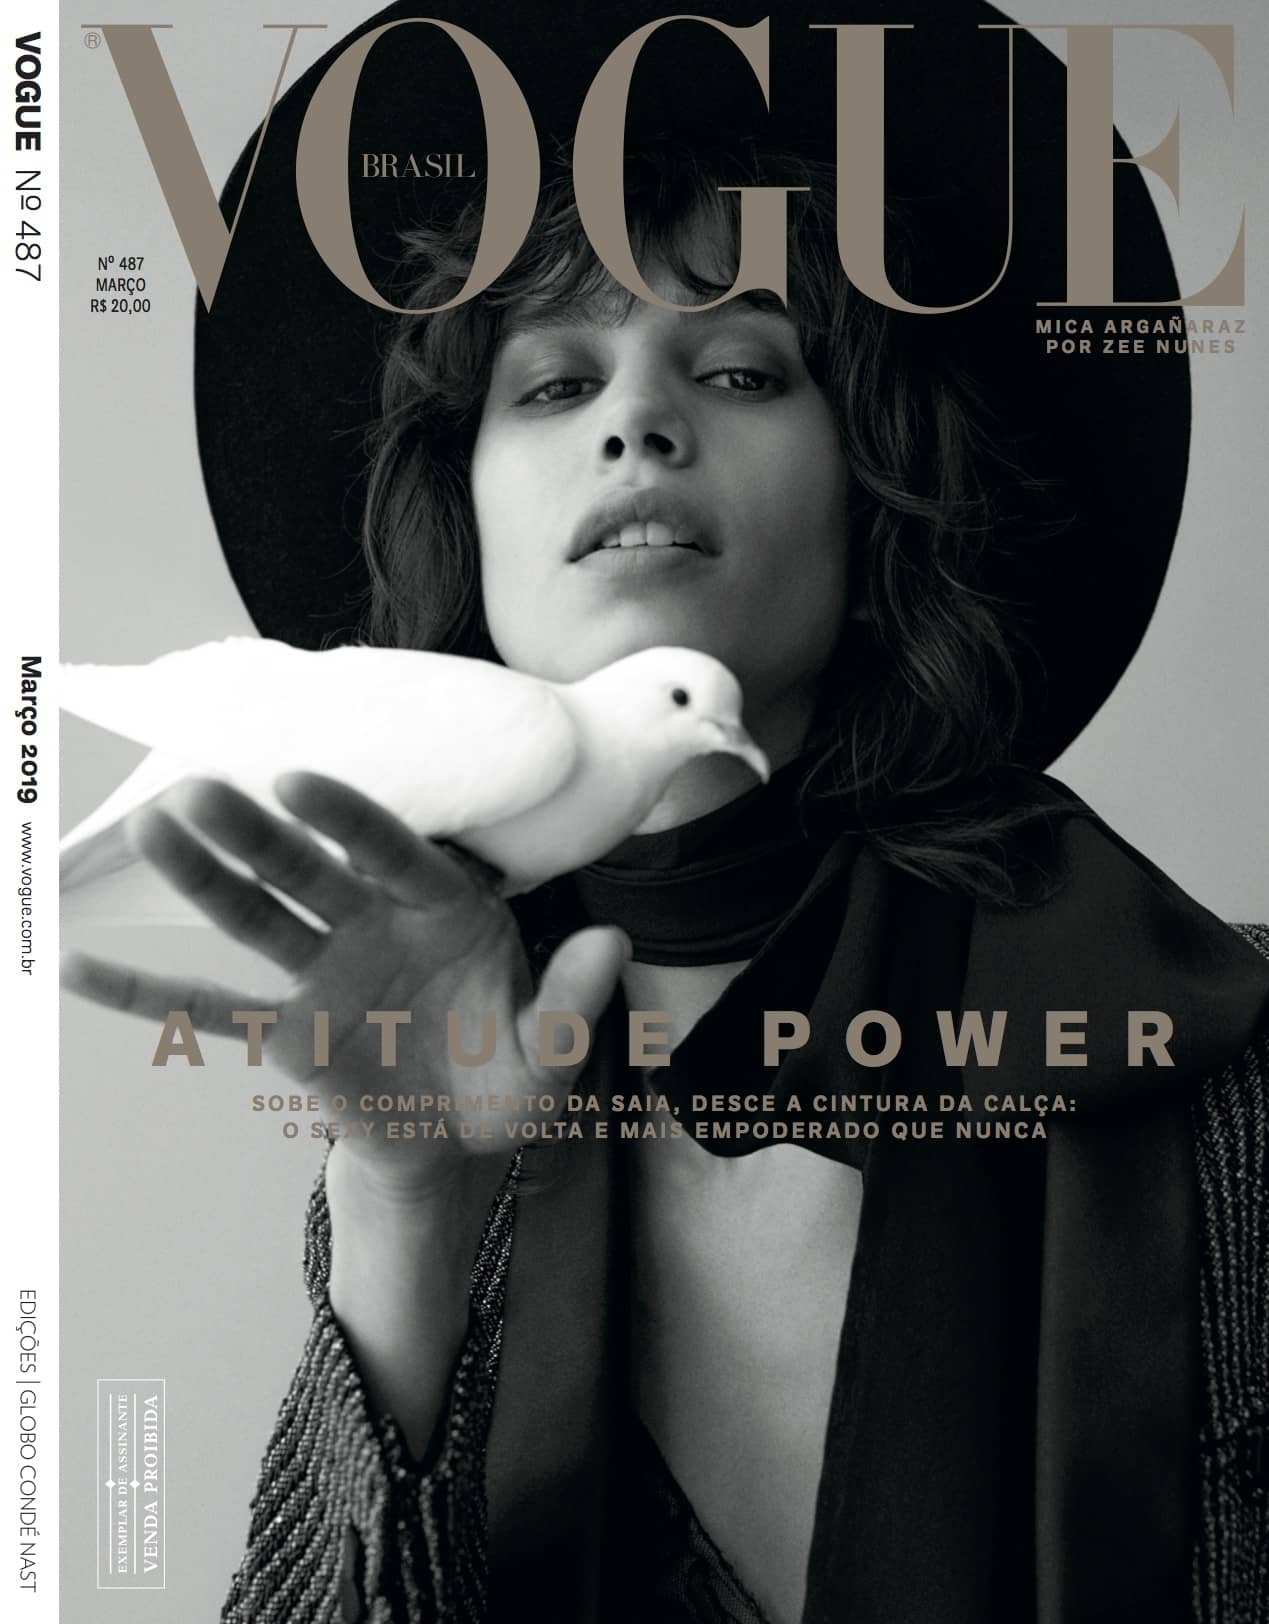 VOGUE Nº 487
Março 2019 www.vogue.com.br
EDIÇÕES | GLOBO CONDÉ NAST
VOGUE
®
BRASIL
Nº 487
MARÇO
R$ 20,00
MICA ARGAÑARAZ
POR ZEE NUNES
ATITUDE POWER
SOBE O COMPRIMENTO DA SAIA, DESCE A CINTURA DA CALÇA:
O SEXY ESTÁ DE VOLTA E MAIS EMPODERADO QUE NUNCA
EXEMPLAR DE ASSINANTE
VENDA PROIBIDA